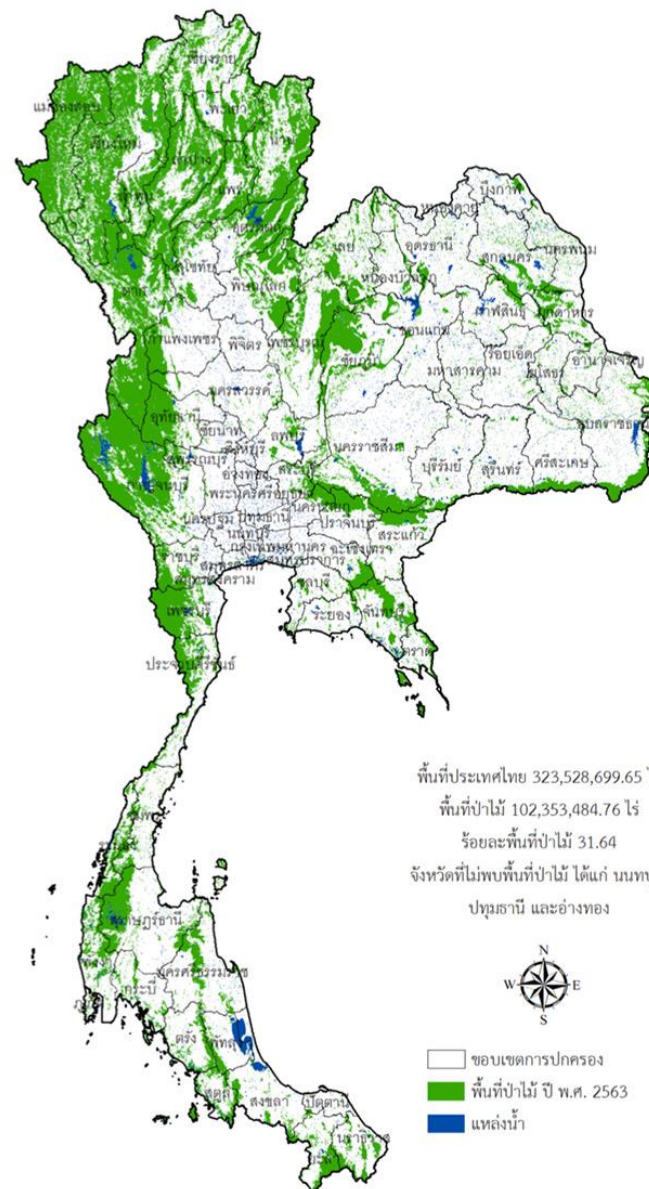 เชียงราย
แม่ฮ่องสอน
พะเยา
เชียงใหม่
น่าน
ลำปาง
แพร่
บึงกาฬ
หนองคาย
เลย
อุดรธานี
นครพนม
สกลนคร
สุโขทัย
หนองบัวลำภู
ตาก
พิษณุโลก
กาฬสินธุ์
มุกดาหาร
ขอนแก่น
กำแพงเพชร
พิจิตร
เพชรบูรณ์
ชัยภูมิ
ร้อยเอ็ด
อำนาจเจริญ
มหาสารคาม
ยโสธร
นครสวรรค์
อุทัยธานี
อุบลราชธานี
ชัยนาท
ลพบุรี
นครราชสีมา
สิงห์บุรี
สุพรรณบุรี
บุรีรัมย์
สุรินทร์
ศรีสะเกษ
อ่างทอง
สระบุรี
กาญจนบุรี
พระนครศรีอยุธยา
นครนายก
นครปฐม
ปทุมธานี
ปราจีนบุรี
สระแก้ว
นนทบุรี
กรุงเทพมหานคร
ฉะเชิงเทรา
ราชบุรี
สมุทรปราการ
สมุทรสงคราม
ชลบุรี
เพชรบุรี
ระยอง
จันทบุรี
ตราด
ประจวบคีรีขันธ์
พื้นที่ประเทศไทย 323,528,699.65
พื้นที่ป่าไม้ 102,353,484.76 ไร่
ร้อยละพื้นที่ป่าไม้ 31.64
จังหวัดที่ไม่พบพื้นที่ป่าไม้ ได้แก่
ปทุมธานี และอ่างทอง
สุราษฎร์ธานี
นครศรีธรรมราช
กระบี่
ตรัง
พัทลุง
สตูล
สงขลา
ปัตตานี
นราธิวาส
ยะลา
N
W
E
S
ขอบเขตการปกครอง
พื้นที่ป่าไม้ ปี พ.ศ. 2563
แหล่งน้ำ